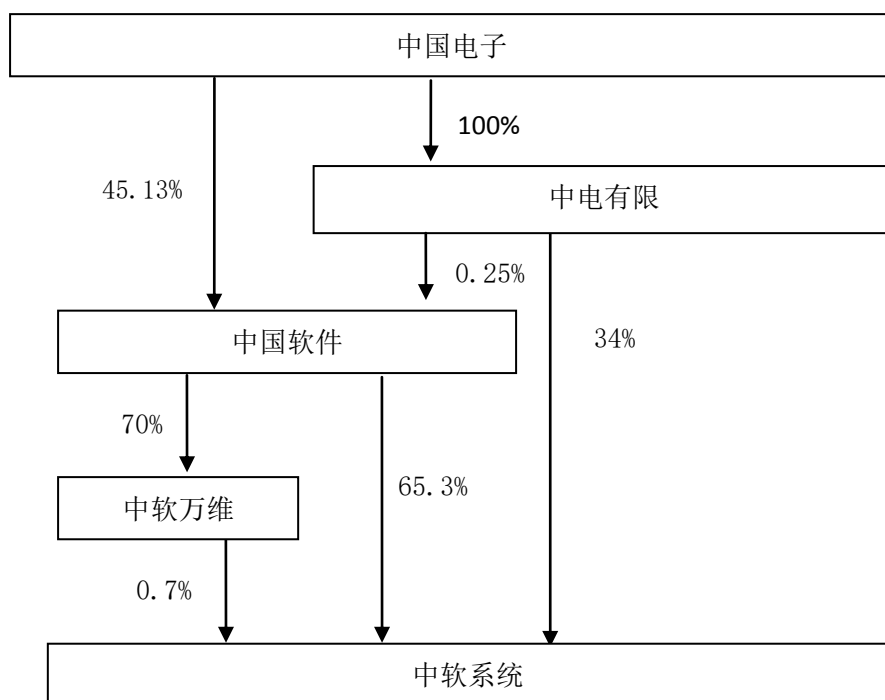 中国电子
100%
45.13%
中电有限
0.25%
中国软件
34%
70%
65.3%
中软万维
0.7%
中软系统